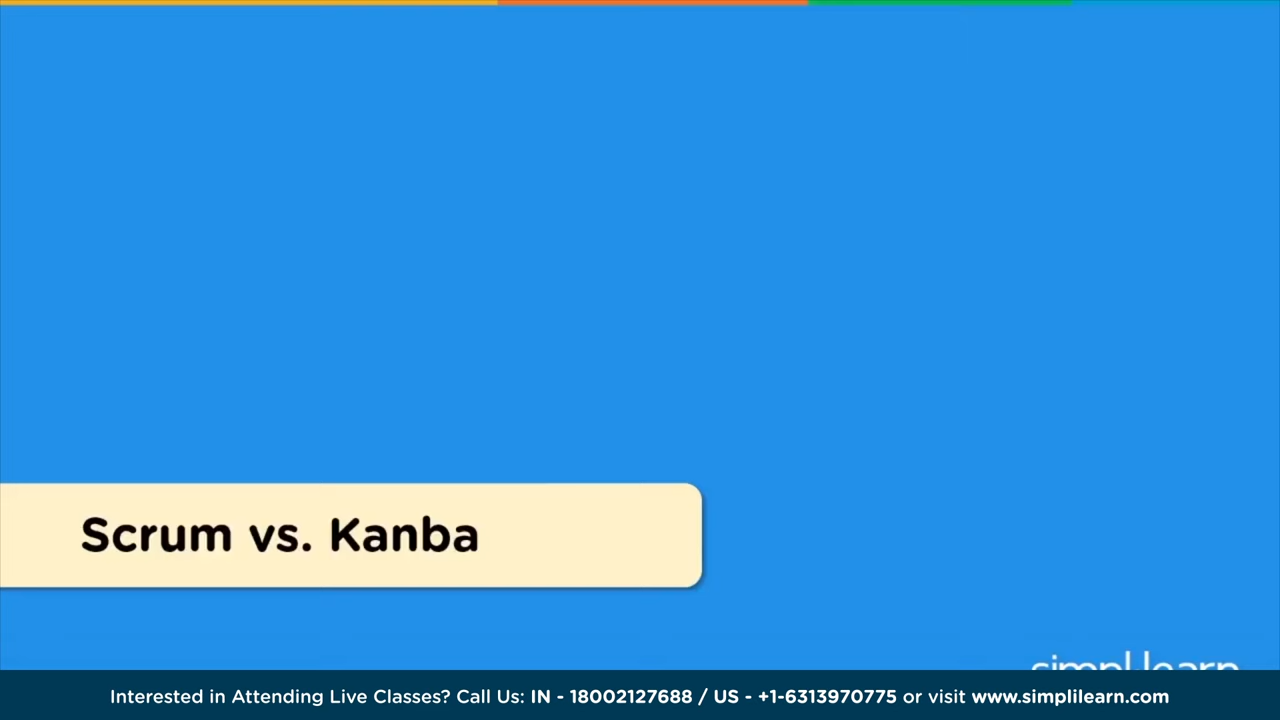 Scrum vs. Kanba
simplilearn
Interested in Attending Live Classes? Call Us: IN - 18002127688 / US - +1-6313970775 or visit www.simplilearn.com